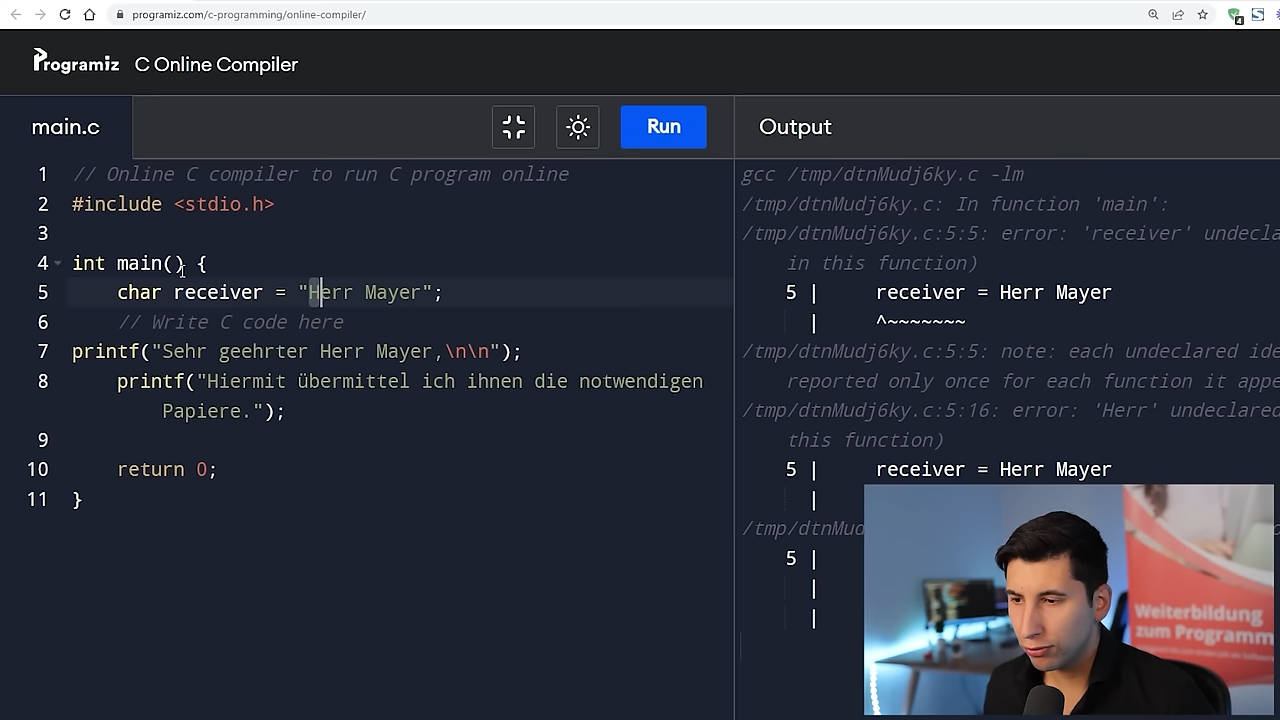 programiz.com/c-programming/online-compiler/
4
Programiz C Online Compiler
main.c
Run
Output
1 // Online C compiler to run C program online
2 #include <stdio.h>
3
4 int main() {
5 char receiver = "Herr Mayer";
6 // Write C code here
7 printf("Sehr geehrter Herr Mayer,\n\n");
8 printf("Hiermit übermittel ich ihnen die notwendigen
Papiere.");
9
10 return 0;
11 }
gcc /tmp/dtnMudj6ky.c -lm
/tmp/dtnMudj6ky.c: In function 'main':
/tmp/dtnMudj6ky.c:5:5: error: 'receiver' undecla
in this function)
5 | receiver = Herr Mayer
| ^~~~~~~~
/tmp/dtnMudj6ky.c:5:5: note: each undeclared ide
reported only once for each function it appe
/tmp/dtnMudj6ky.c:5:16: error: 'Herr' undeclared
this function)
5 | receiver = Herr Mayer
|
/tmp/dtnMud
5 |
|
|
Weiterbildung
zum Programm